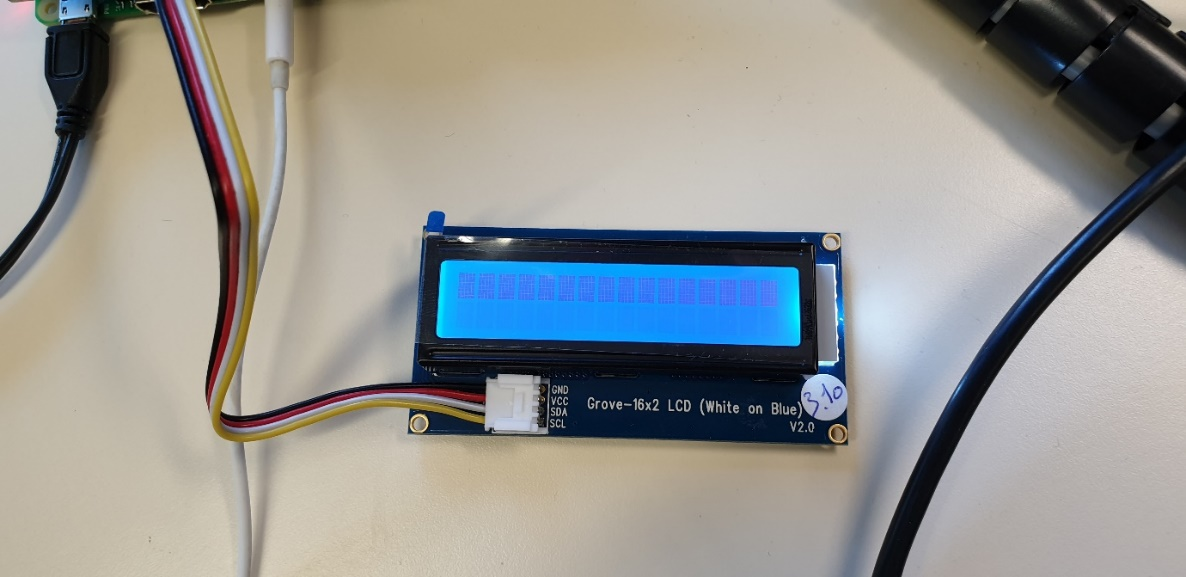 GND
VCC
SDA
SCL
Grove-16x2 LCD (White on Blue)
V2.0
3.10